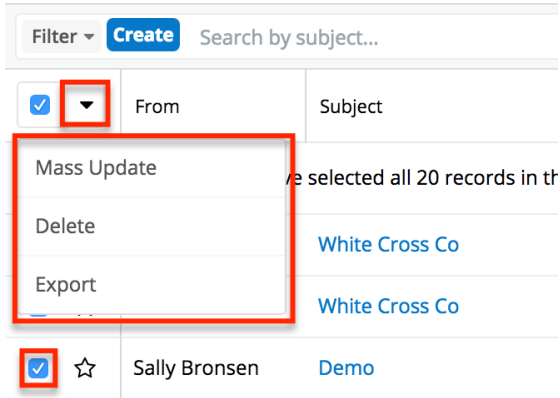 Filter Create Search by subject...
From Subject
Mass Update
selected all 20 records in
Delete
White Cross Co
Export
White Cross Co
Sally Bronsen Demo